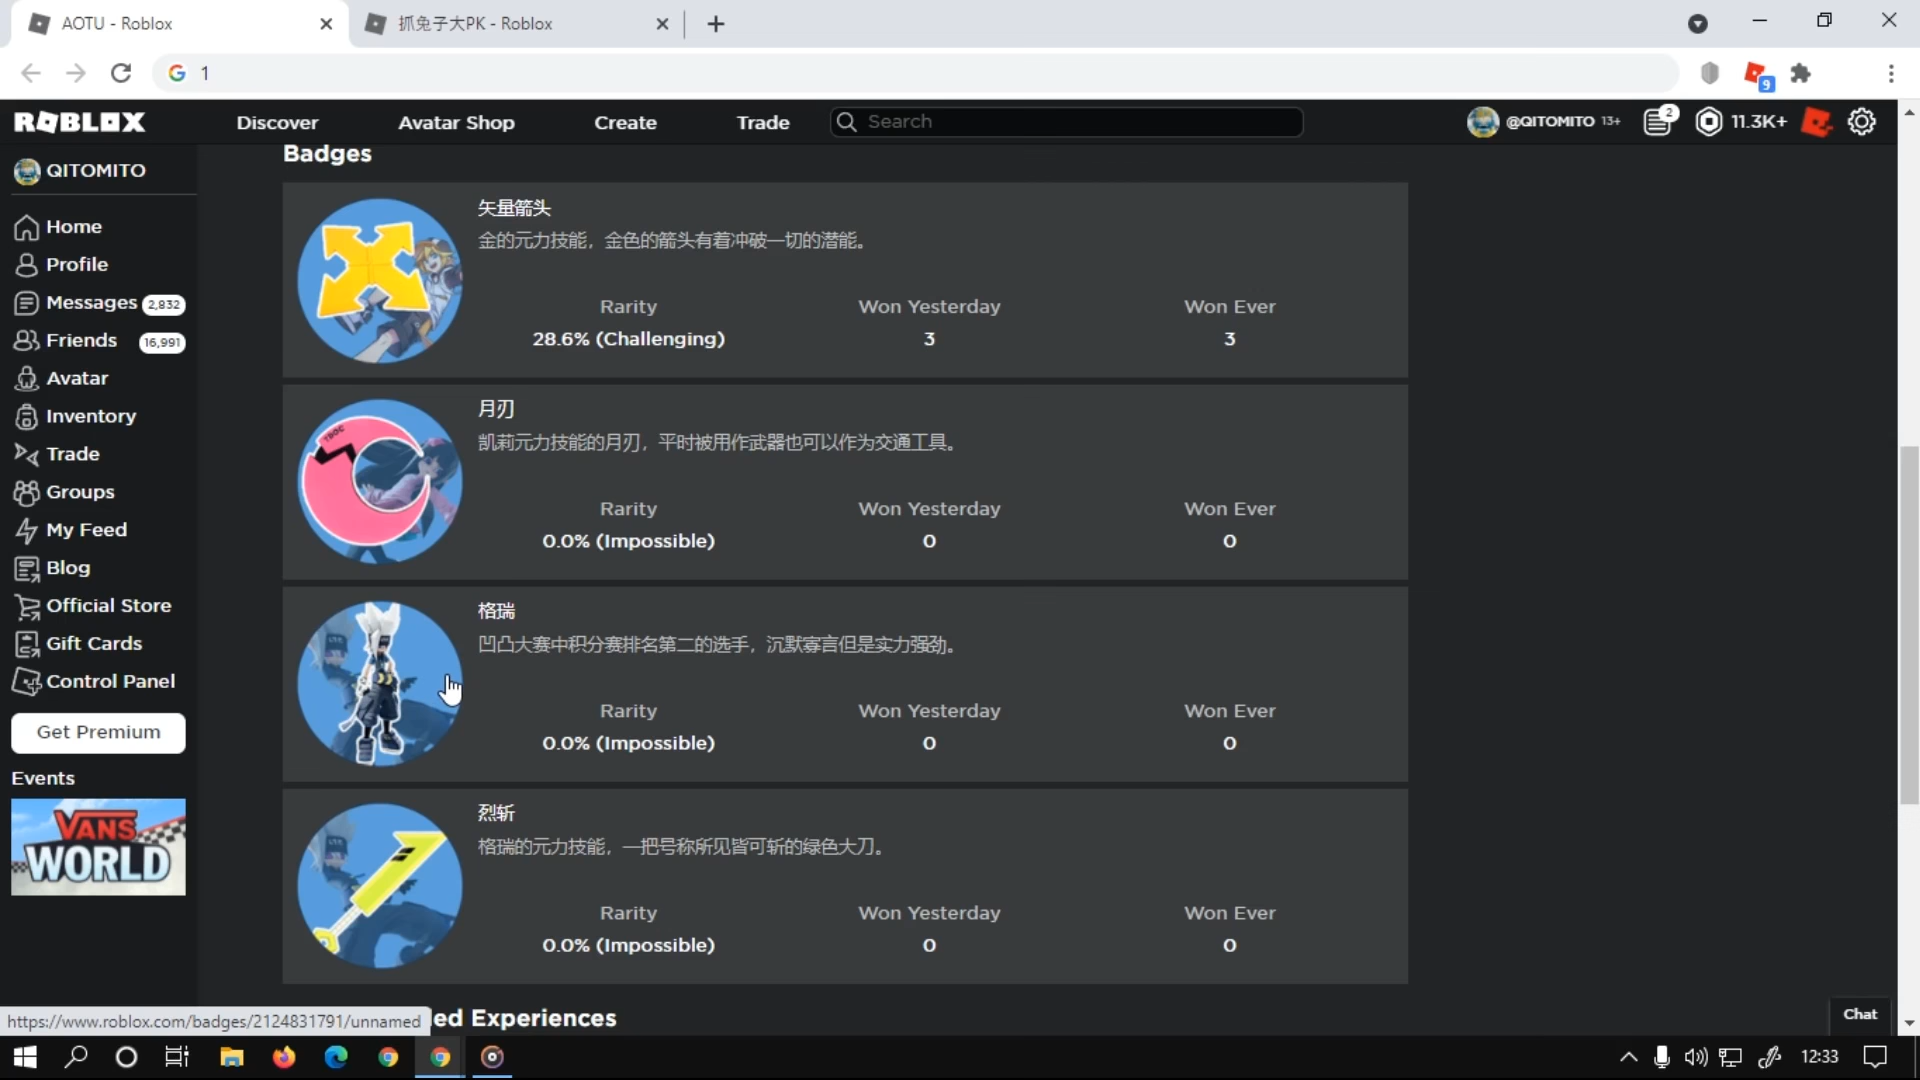 AOTU - Roblox
抓兔子大PK - Roblox
1
9
ROBLOX
Discover
Avatar Shop
Create
Trade
Search
@QITOMITO 13+
2
11.3K+
QITOMITO
Home
Profile
Messages 2,832
Friends 16,991
Avatar
Inventory
Trade
Groups
My Feed
Blog
Official Store
Gift Cards
Control Panel
Get Premium
Events
VANS
WORLD
Badges
矢量箭头
金的元力技能，金色的箭头有着冲破一切的潜能。
Rarity
Won Yesterday
Won Ever
28.6% (Challenging)
3
3
月刃
凯莉元力技能的月刃，平时被用作武器也可以作为交通工具。
Rarity
Won Yesterday
Won Ever
0.0% (Impossible)
0
0
格瑞
凹凸大赛中积分赛排名第二的选手，沉默寡言但是实力强劲。
Rarity
Won Yesterday
Won Ever
0.0% (Impossible)
0
0
烈斩
格瑞的元力技能，一把号称所见皆可斩的绿色大刀。
Rarity
Won Yesterday
Won Ever
0.0% (Impossible)
0
0
led Experiences
https://www.roblox.com/badges/2124831791/unnamed
Chat
12:33